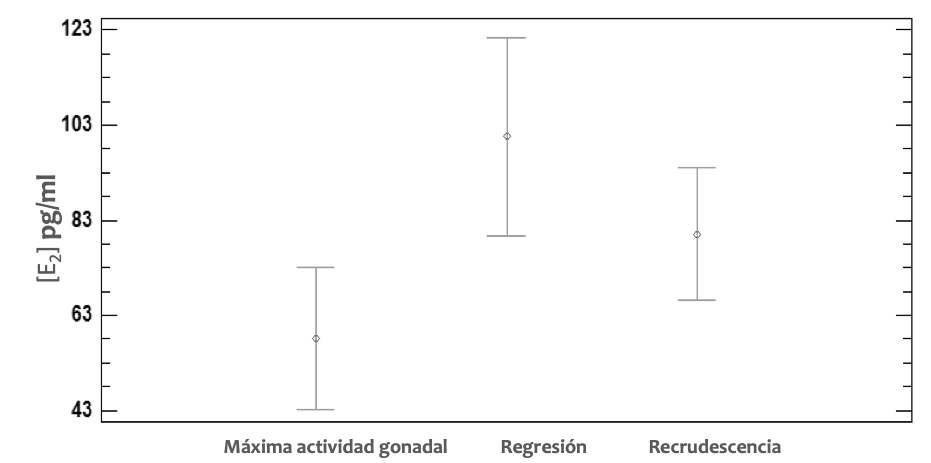 123
103
83
63
43
[E₂] pg/ml
Máxima actividad gonadal Regresión Recrudescencia